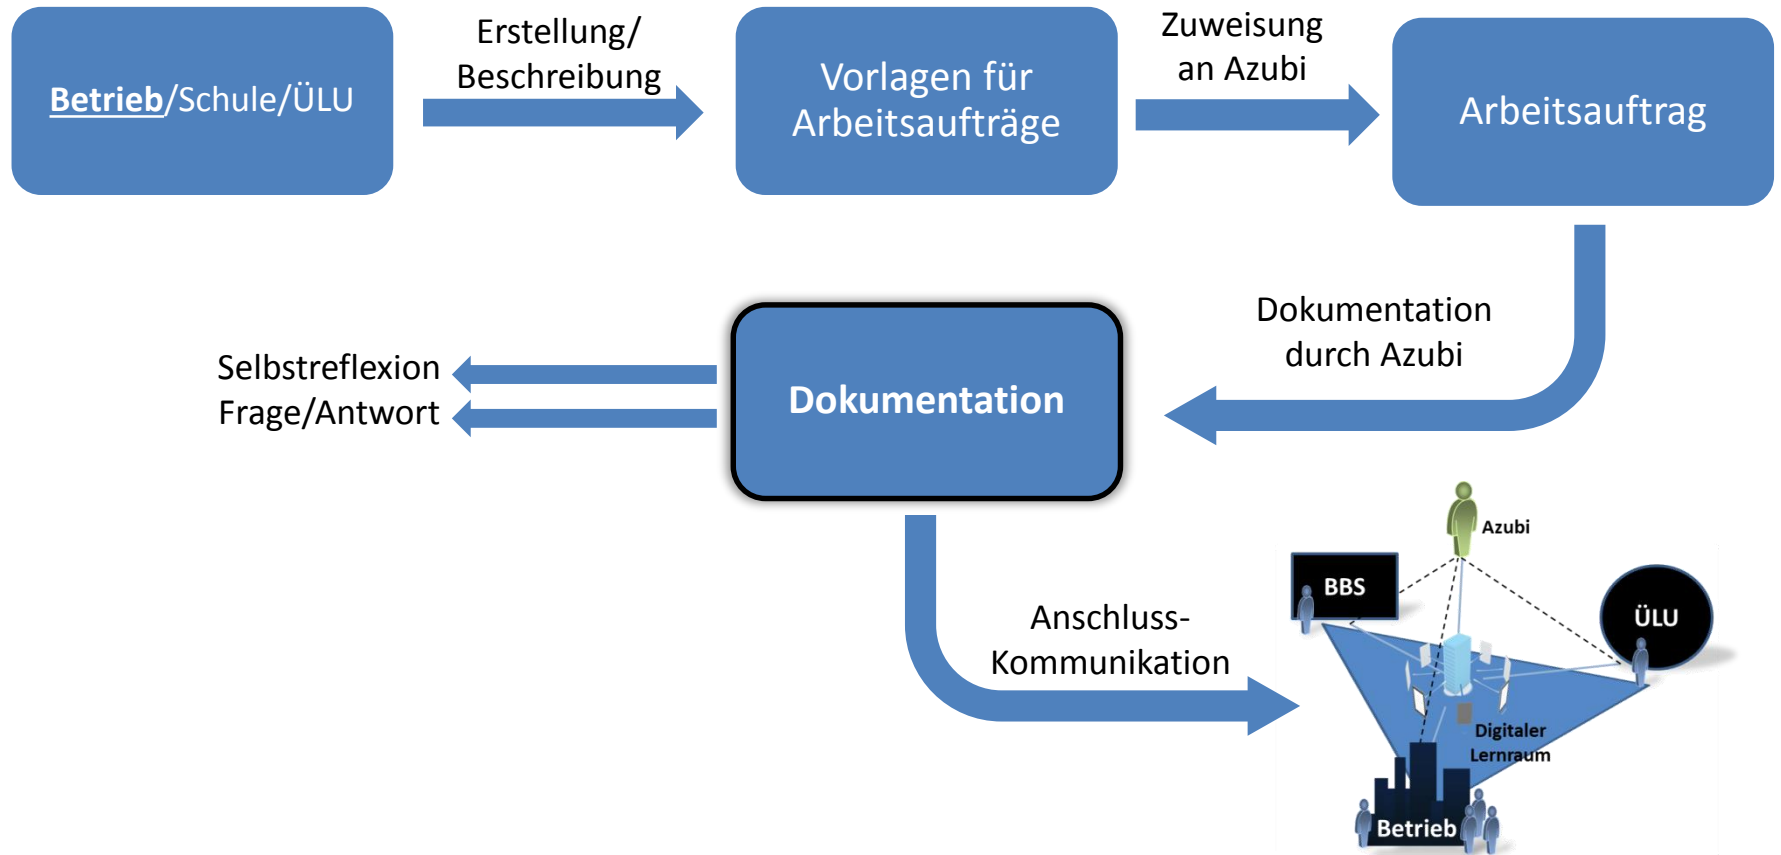 Betrieb/Schule/ÜLU
Erstellung/
Beschreibung
Vorlagen für
Arbeitsaufträge
Zuweisung
an Azubi
Arbeitsauftrag
Dokumentation
durch Azubi
Dokumentation
Selbstreflexion
Frage/Antwort
Anschluss-
Kommunikation
Azubi
BBS
ÜLU
Digitaler
Lernraum
Betrieb